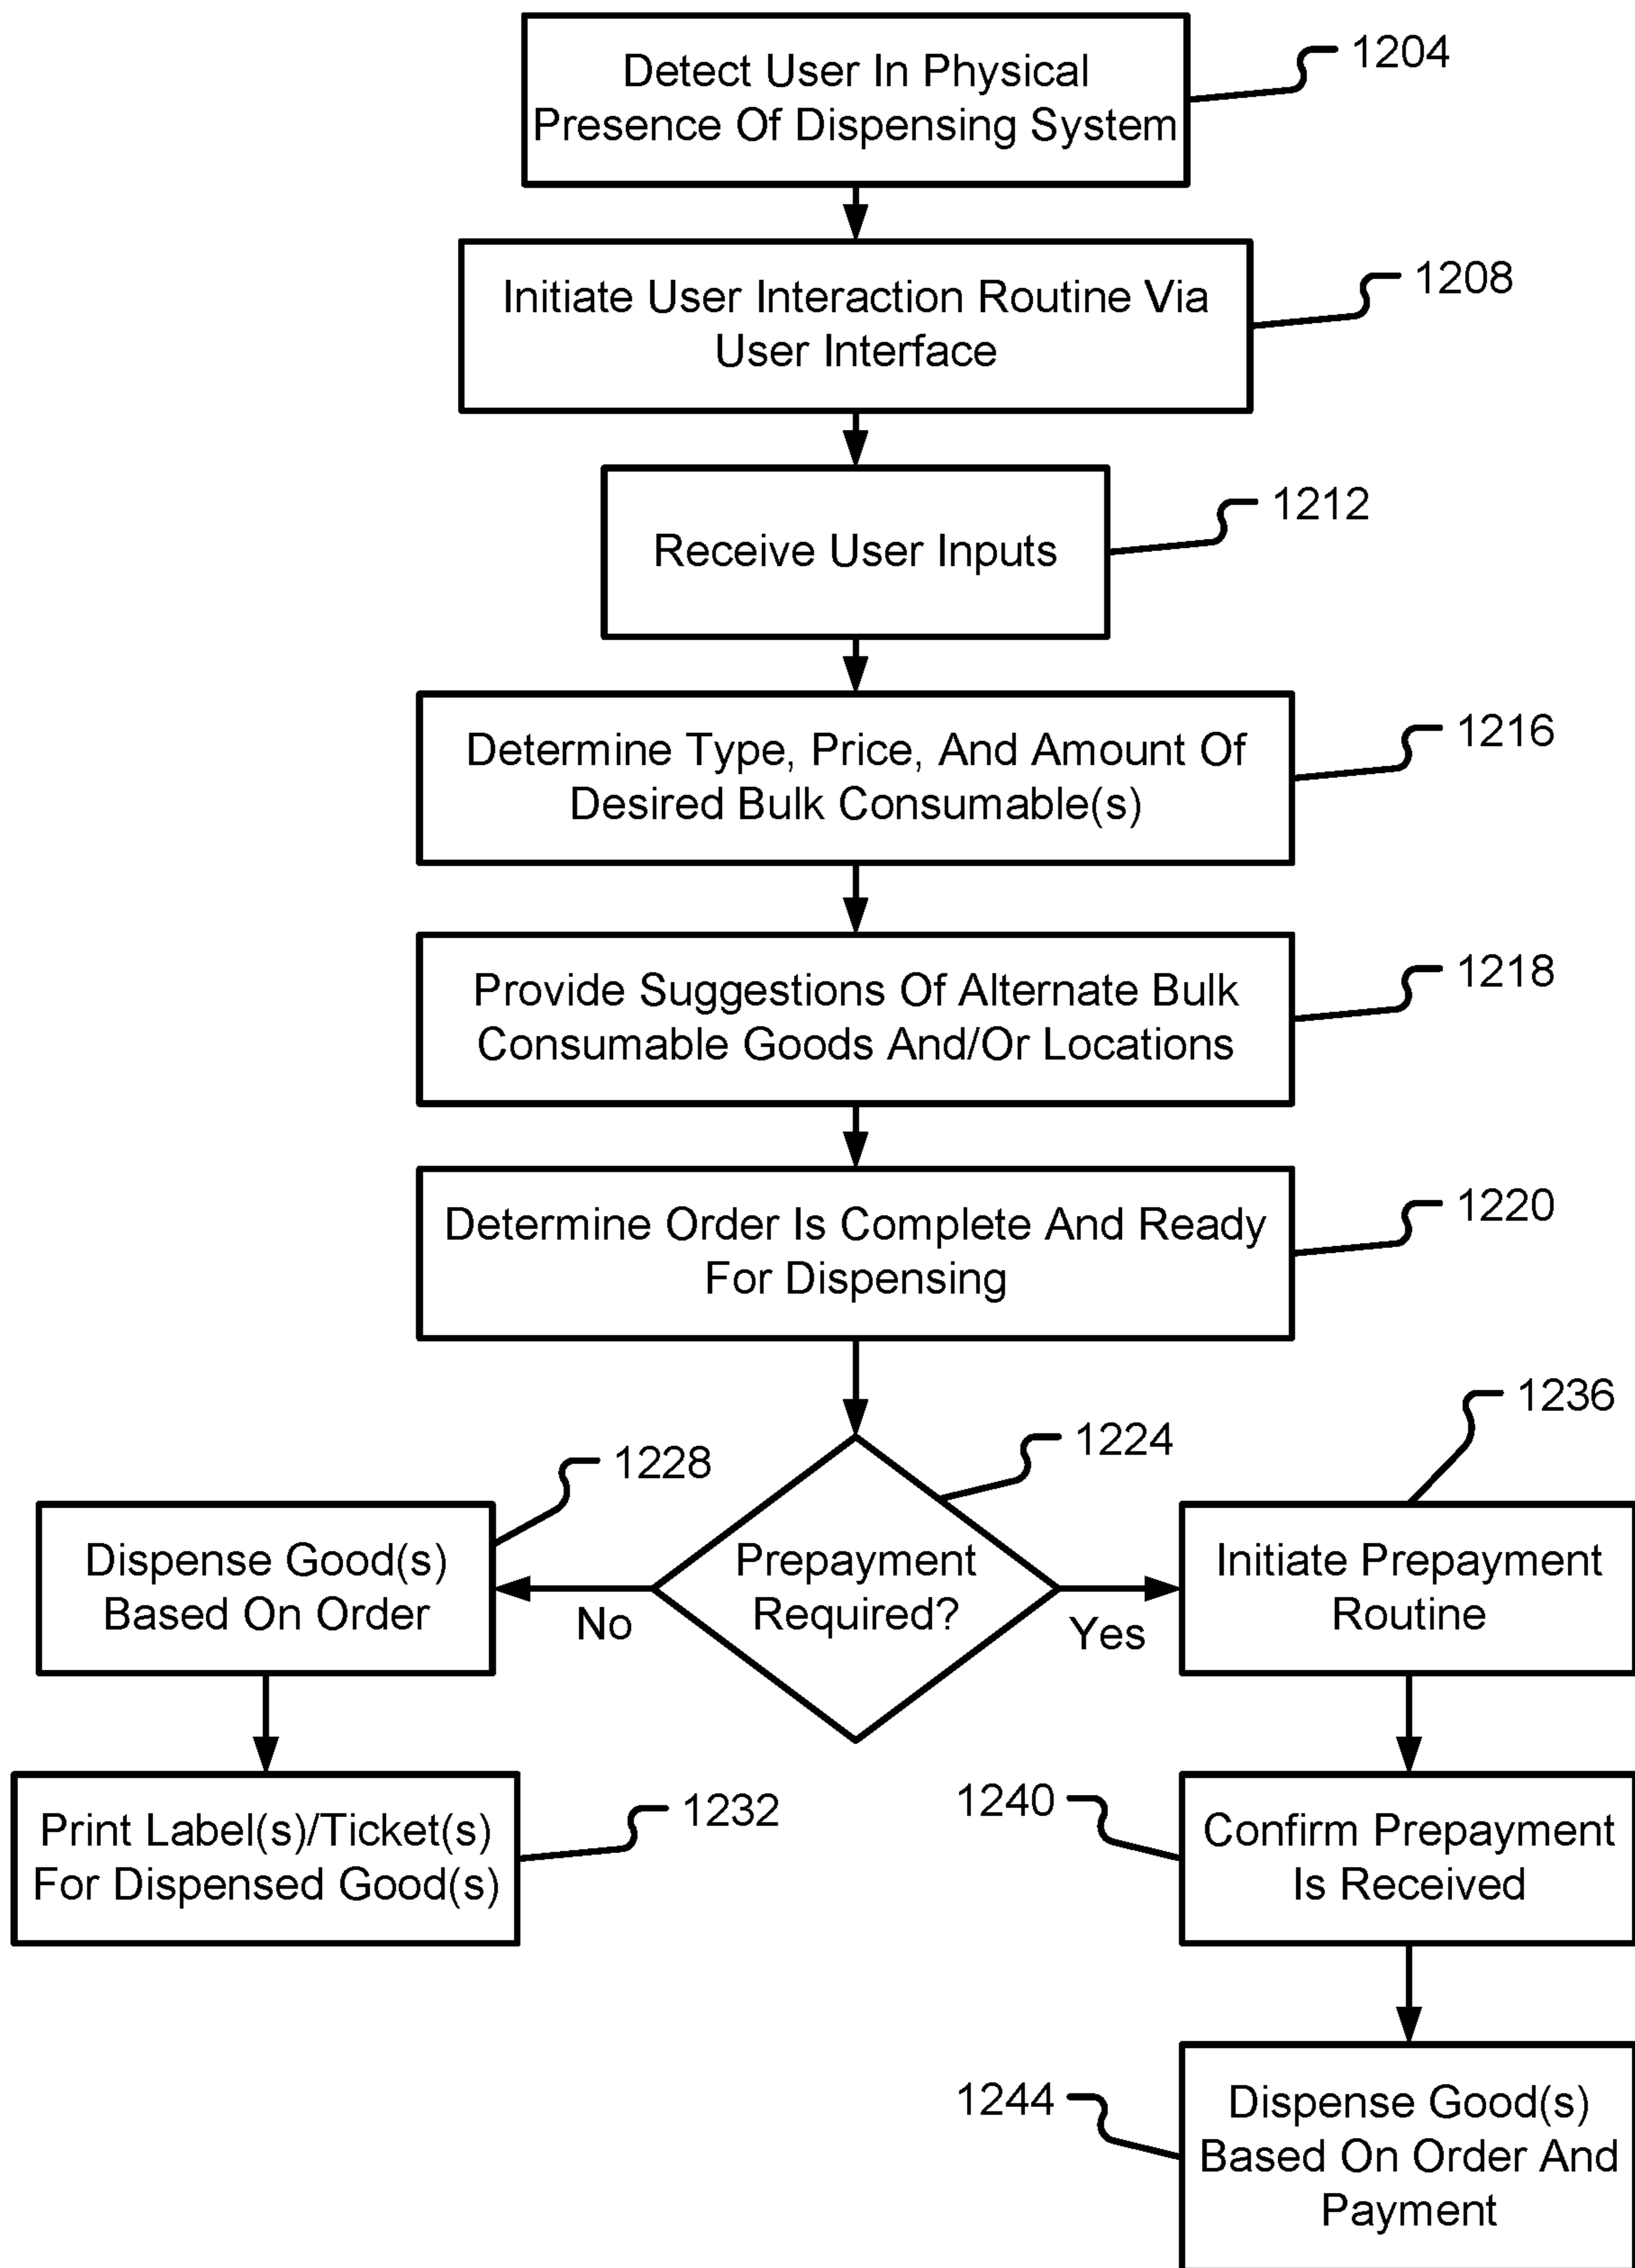 Detect User In Physical
Presence Of Dispensing System
1204
Initiate User Interaction Routine Via
User Interface
1208
Receive User Inputs
1212
Determine Type, Price, And Amount Of
Desired Bulk Consumable(s)
1216
Provide Suggestions Of Alternate Bulk
Consumable Goods And/Or Locations
1218
Determine Order Is Complete And Ready
For Dispensing
1220
Prepayment
Required?
1224
No
Yes
Dispense Good(s)
Based On Order
1228
Print Label(s)/Ticket(s)
For Dispensed Good(s)
1232
Initiate Prepayment
Routine
1236
Confirm Prepayment
Is Received
1240
Dispense Good(s)
Based On Order And
Payment
1244